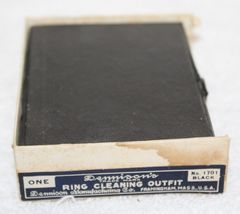 ONE
Dennison's
RING CLEANING OUTFIT
Dennison Manufacturing Co. FRAMINGHAM, MASS., U.S.A.
No. 1701
BLACK